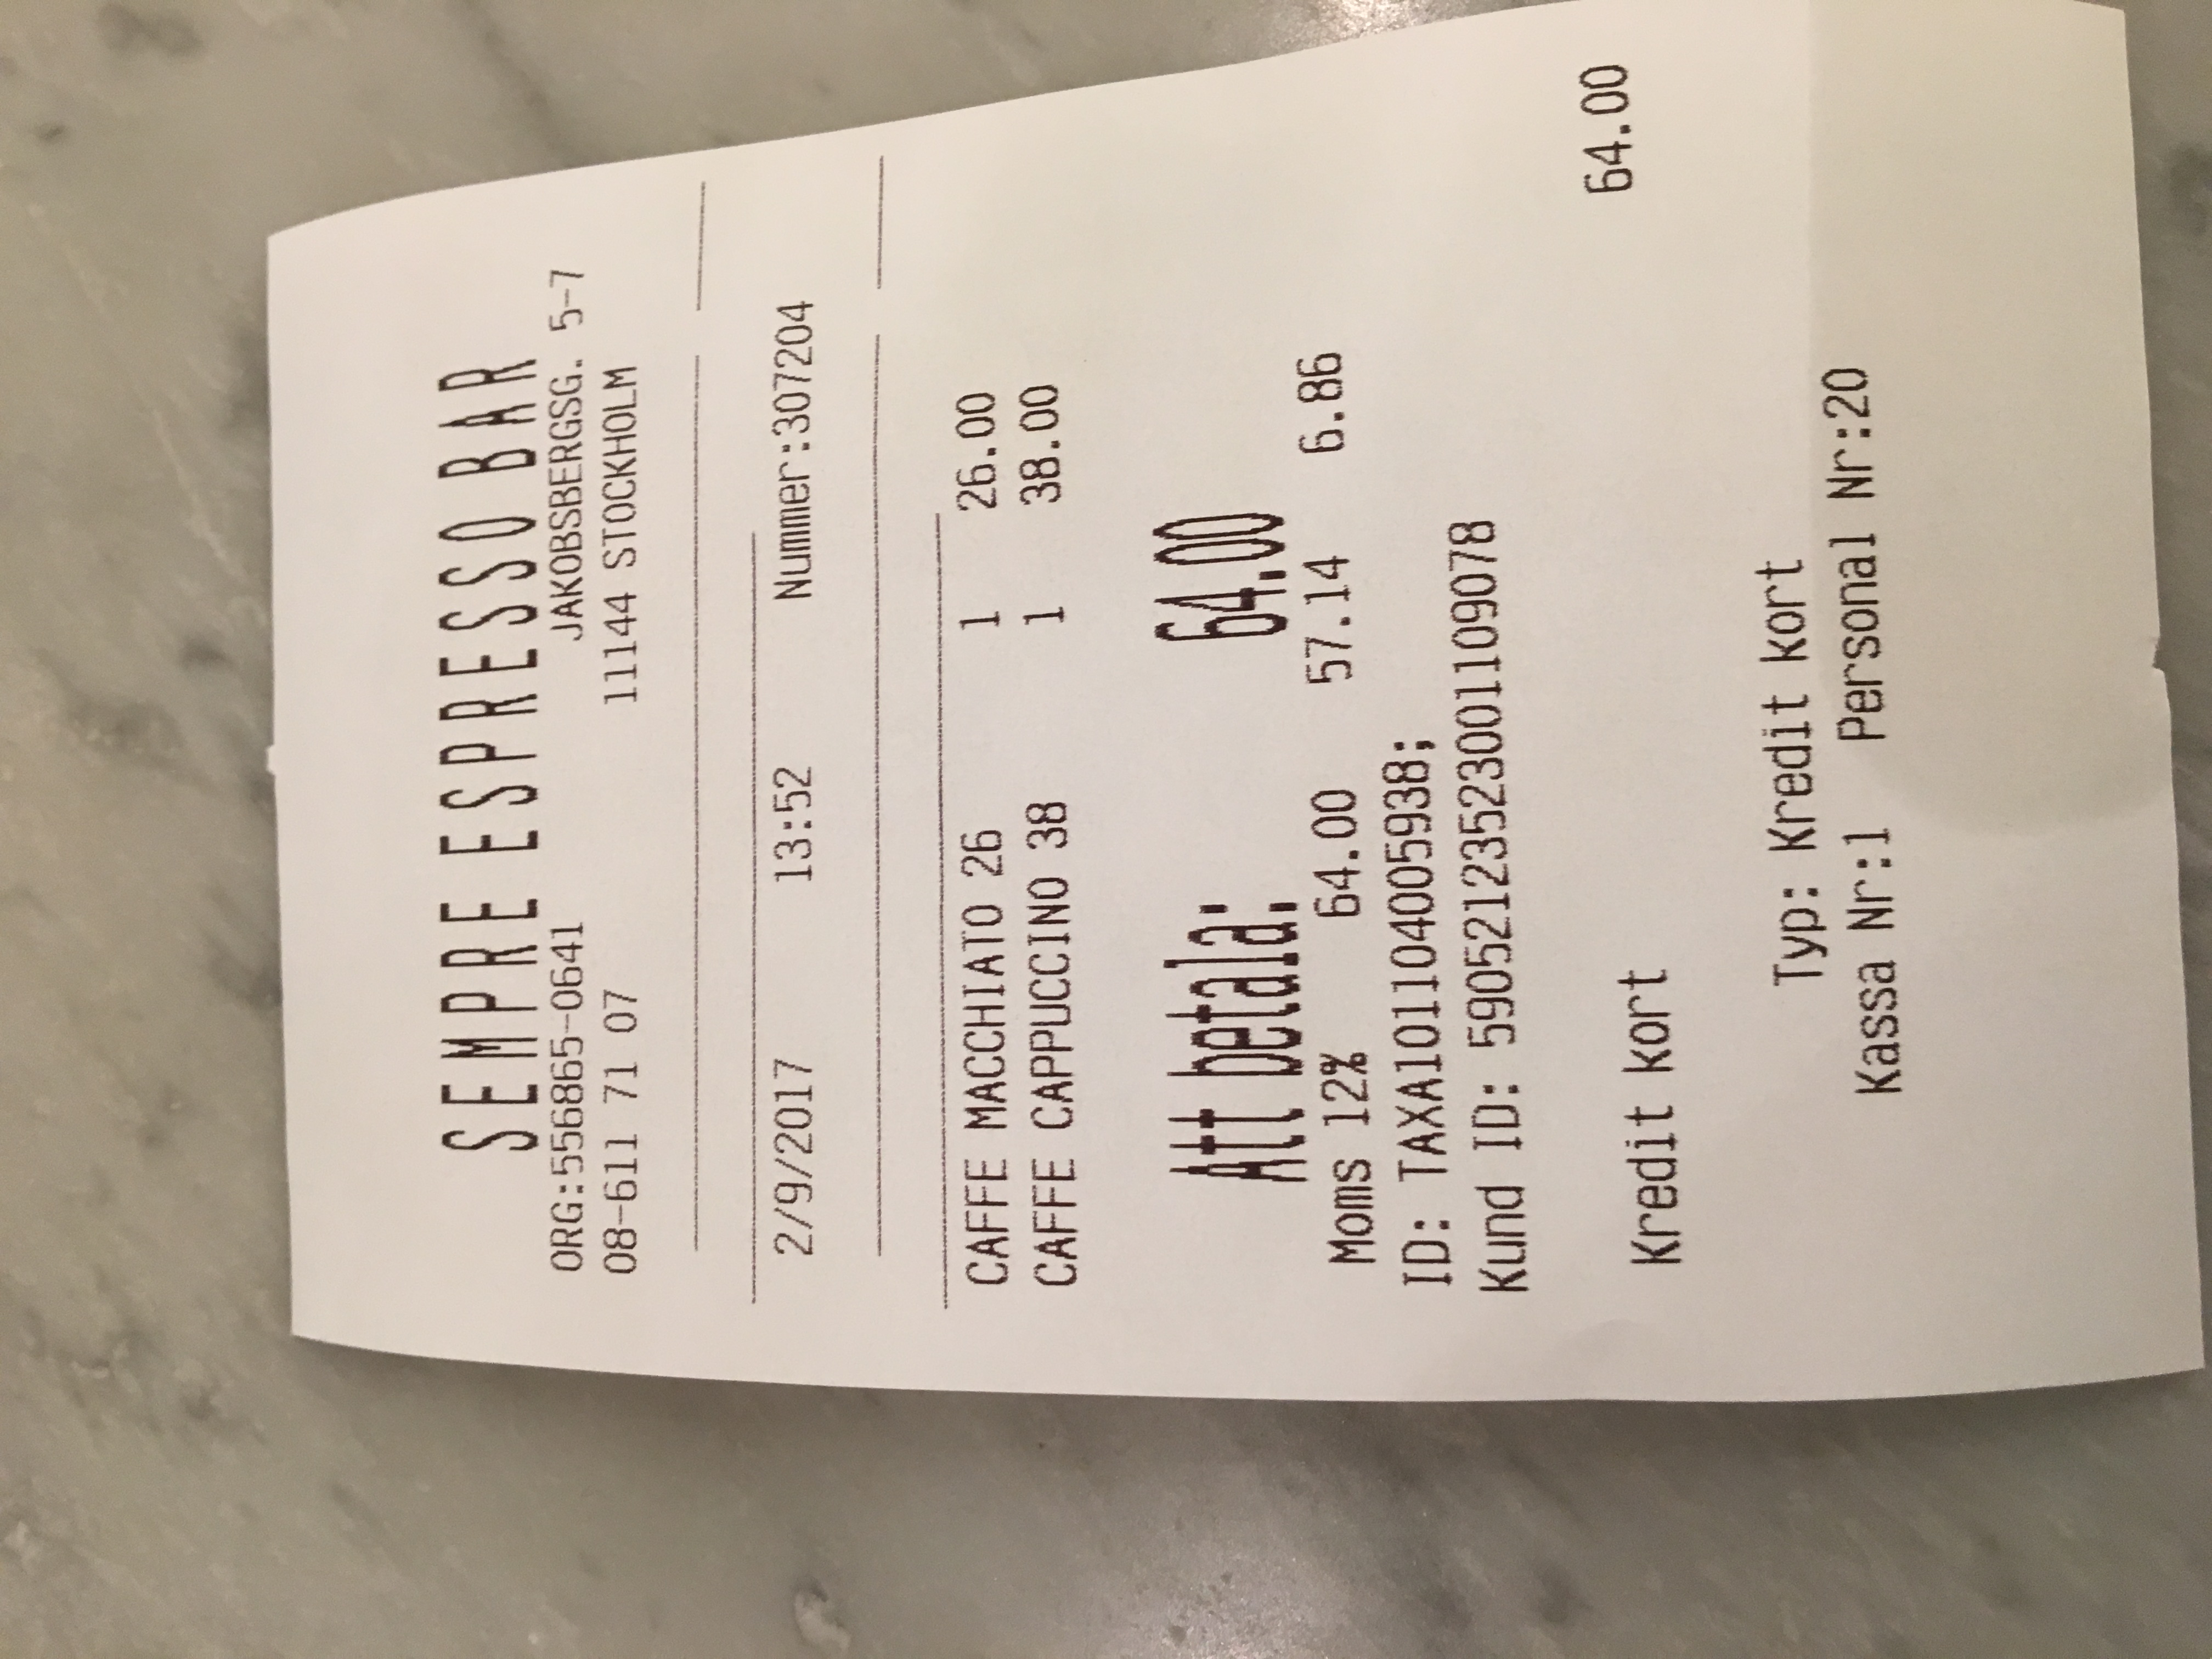 SEMPRE ESPRESSO BAR
ORG:556865-0641 JAKOBSBERGSG. 5-7
08-611 71 07 11144 STOCKHOLM
2/9/2017 13:52 Nummer:307204
CAFFE MACCHIATO 26 1 26.00
CAFFE CAPPUCCINO 38 1 38.00
Att betala: 64.00
Moms 12% 64.00 57.14 6.86
ID: TAXA101104005938;
Kund ID: 59052123523001109078
Kredit kort 64.00
Typ: Kredit kort
Kassa Nr:1 Personal Nr:20